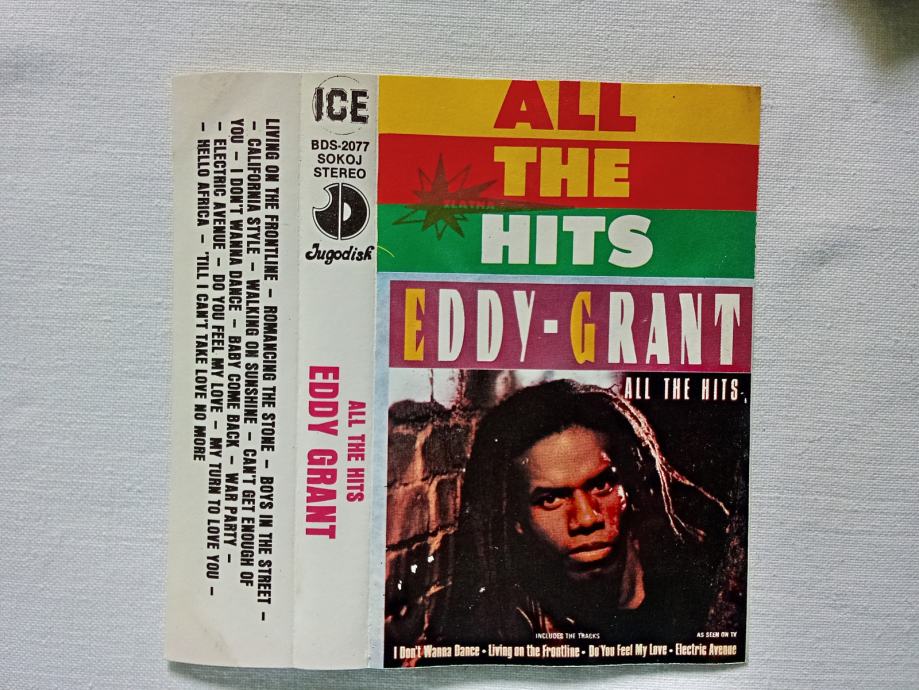 LIVING ON THE FRONTLIME – ROMANCING THE STONE – BOYS IN THE STREET –
– CALIFORNIA STYLE – WALKING ON SUNSHINE – CAN'T GET ENOUGH OF
YOU – I DON'T WANNA DANCE – BABY COME BACK – WAR PARTY –
– ELECTRIC AVENUE – DO YOU FEEL MY LOVE – MY TURN TO LOVE YOU –
– HELLO AFRICA – 'TILL I CAN'T TAKE LOVE NO MORE
ICE
BDS-2077
SOKOJ
STEREO
Jugodisk
ALL THE HITS
EDDY GRANT
ALL
THE
ZLATNA
HITS
EDDY-GRANT
ALL THE HITS
INCLUDES THE TRACKS
AS SEEN ON TV
I Don't Wanna Dance • Living on the Frontline • Do You Feel My Love • Electric Avenue